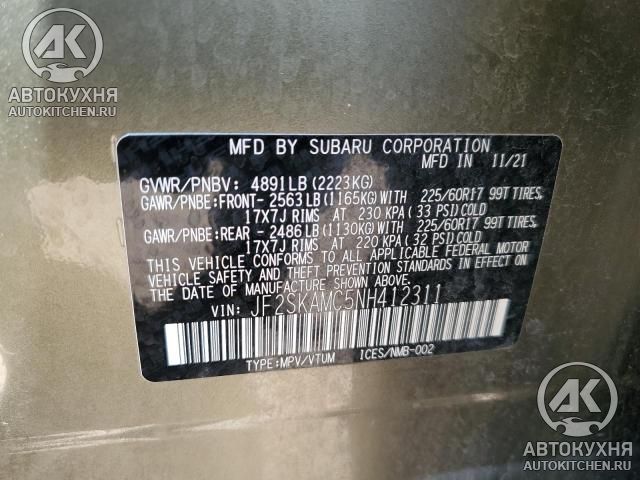 АК
АВТОКУХНЯ
AUTOKITCHEN.RU
MFD BY SUBARU CORPORATION
MFD IN 11/21
GVWR/PNBV: 4891LB(2223KG)
GAWR/PNBE:FRONT- 2563LB(1165KG)WITH 225/60R17 99T TIRES,
17X7J RIMS AT 230 KPA(33 PSI)COLD
GAWR/PNBE:REAR - 2486LB(1130KG)WITH 225/60R17 99T TIRES,
17X7J RIMS AT 220 KPA(32 PSI)COLD
THIS VEHICLE CONFORMS TO ALL APPLICABLE FEDERAL MOTOR
VEHICLE SAFETY AND THEFT PREVENTION STANDARDS IN EFFECT ON
THE DATE OF MANUFACTURE SHOWN ABOVE.
VIN: JF2SKAMC5NH412311
TYPE:MPV/VTUM ICES/NMB-002
АК
АВТОКУХНЯ
AUTOKITCHEN.RU